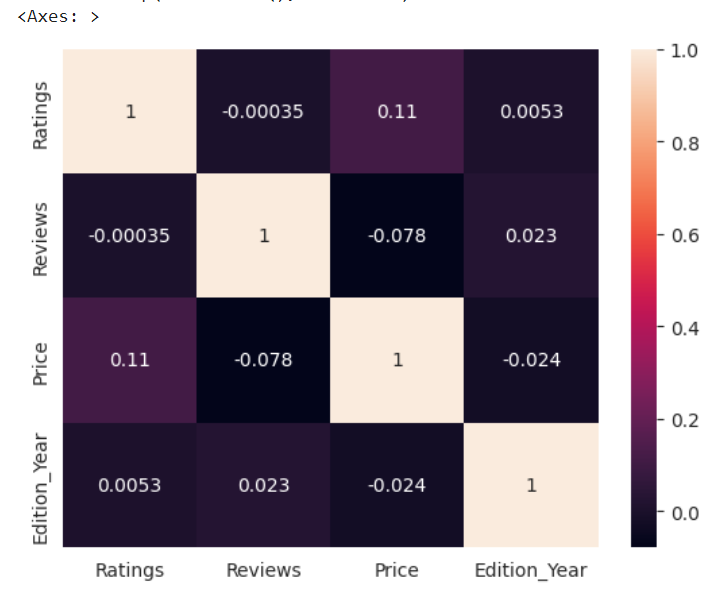 <Axes: >
1 -0.00035 0.11 0.0053
-0.00035 1 -0.078 0.023
0.11 -0.078 1 -0.024
0.0053 0.023 -0.024 1
Ratings
Reviews
Price
Edition_Year
Ratings Reviews Price Edition_Year
1.0
0.8
0.6
0.4
0.2
0.0